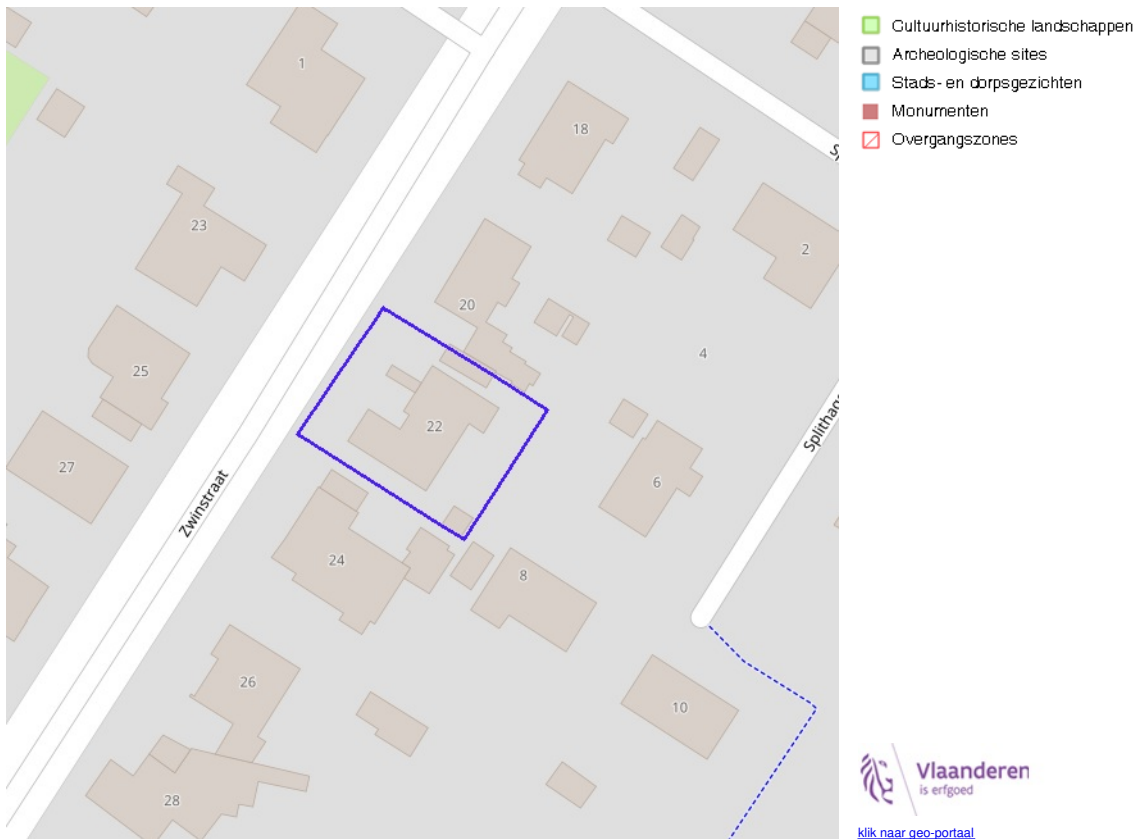 1
18
23
2
20
4
25
22
27
6
Splithag
Zwinstraat
24
8
26
10
28
Cultuurhistorische landschappen
Archeologische sites
Stads- en dorpsgezichten
Monumenten
Overgangszones
Vlaanderen
is erfgoed
klik naar geo-portaal